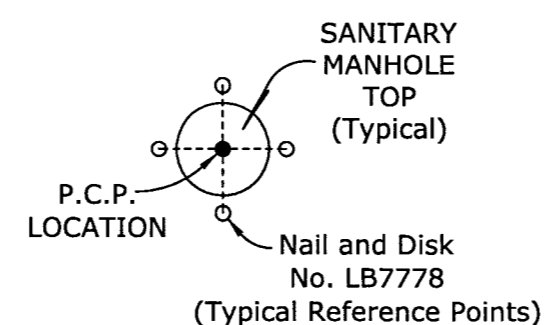 SANITARY
MANHOLE
TOP
(Typical)
P.C.P.
LOCATION
Nail and Disk
No. LB7778
(Typical Reference Points)